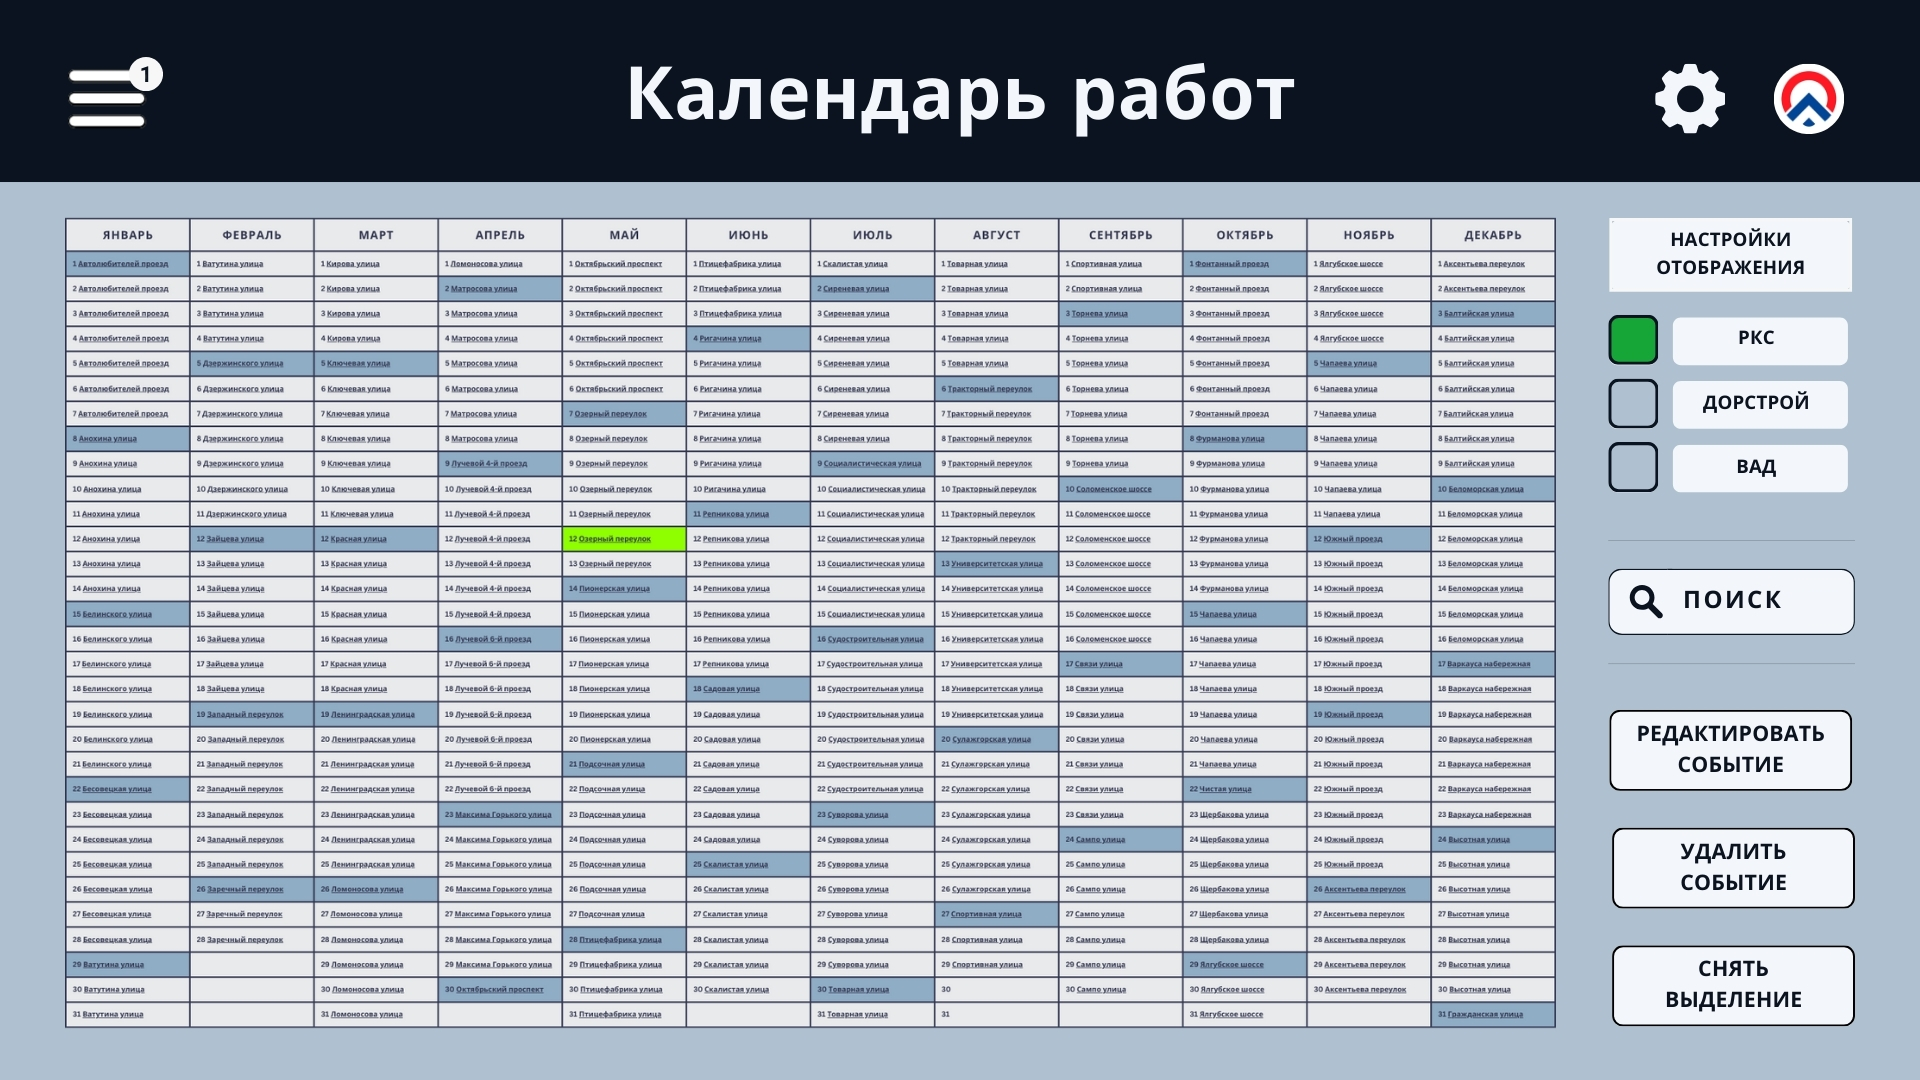 1
Календарь работ
ЯНВАРЬ ФЕВРАЛЬ МАРТ АПРЕЛЬ МАЙ ИЮНЬ ИЮЛЬ АВГУСТ СЕНТЯБРЬ ОКТЯБРЬ НОЯБРЬ ДЕКАБРЬ
1 Автолюбителей проезд 1 Ватутина улица 1 Кирова улица 1 Ломоносова улица 1 Октябрьский проспект 1 Птицефабрика улица 1 Скалистая улица 1 Товарная улица 1 Спортивная улица 1 Фонтанный проезд 1 Ялгубское шоссе 1 Аксентьева переулок
2 Автолюбителей проезд 2 Ватутина улица 2 Кирова улица 2 Матросова улица 2 Октябрьский проспект 2 Птицефабрика улица 2 Сиреневая улица 2 Товарная улица 2 Спортивная улица 2 Фонтанный проезд 2 Ялгубское шоссе 2 Аксентьева переулок
3 Автолюбителей проезд 3 Ватутина улица 3 Кирова улица 3 Матросова улица 3 Октябрьский проспект 3 Птицефабрика улица 3 Сиреневая улица 3 Товарная улица 3 Торнева улица 3 Фонтанный проезд 3 Ялгубское шоссе 3 Балтийская улица
4 Автолюбителей проезд 4 Ватутина улица 4 Кирова улица 4 Матросова улица 4 Октябрьский проспект 4 Ригачина улица 4 Сиреневая улица 4 Товарная улица 4 Торнева улица 4 Фонтанный проезд 4 Ялгубское шоссе 4 Балтийская улица
5 Автолюбителей проезд 5 Дзержинского улица 5 Ключевая улица 5 Матросова улица 5 Октябрьский проспект 5 Ригачина улица 5 Сиреневая улица 5 Товарная улица 5 Торнева улица 5 Фонтанный проезд 5 Чапаева улица 5 Балтийская улица
6 Автолюбителей проезд 6 Дзержинского улица 6 Ключевая улица 6 Матросова улица 6 Октябрьский проспект 6 Ригачина улица 6 Сиреневая улица 6 Тракторный переулок 6 Торнева улица 6 Фонтанный проезд 6 Чапаева улица 6 Балтийская улица
7 Автолюбителей проезд 7 Дзержинского улица 7 Ключевая улица 7 Матросова улица 7 Озерный переулок 7 Ригачина улица 7 Сиреневая улица 7 Тракторный переулок 7 Торнева улица 7 Фонтанный проезд 7 Чапаева улица 7 Балтийская улица
8 Анохина улица 8 Дзержинского улица 8 Ключевая улица 8 Матросова улица 8 Озерный переулок 8 Ригачина улица 8 Сиреневая улица 8 Тракторный переулок 8 Торнева улица 8 Фурманова улица 8 Чапаева улица 8 Балтийская улица
9 Анохина улица 9 Дзержинского улица 9 Ключевая улица 9 Лучевой 4-й проезд 9 Озерный переулок 9 Ригачина улица 9 Социалистическая улица 9 Тракторный переулок 9 Торнева улица 9 Фурманова улица 9 Чапаева улица 9 Балтийская улица
10 Анохина улица 10 Дзержинского улица 10 Ключевая улица 10 Лучевой 4-й проезд 10 Озерный переулок 10 Ригачина улица 10 Социалистическая улица 10 Тракторный переулок 10 Соломенское шоссе 10 Фурманова улица 10 Чапаева улица 10 Беломорская улица
11 Анохина улица 11 Дзержинского улица 11 Ключевая улица 11 Лучевой 4-й проезд 11 Озерный переулок 11 Репникова улица 11 Социалистическая улица 11 Тракторный переулок 11 Соломенское шоссе 11 Фурманова улица 11 Чапаева улица 11 Беломорская улица
12 Анохина улица 12 Зайцева улица 12 Красная улица 12 Лучевой 4-й проезд 12 Озерный переулок 12 Репникова улица 12 Социалистическая улица 12 Тракторный переулок 12 Соломенское шоссе 12 Фурманова улица 12 Южный проезд 12 Беломорская улица
13 Анохина улица 13 Зайцева улица 13 Красная улица 13 Лучевой 4-й проезд 13 Озерный переулок 13 Репникова улица 13 Социалистическая улица 13 Университетская улица 13 Соломенское шоссе 13 Фурманова улица 13 Южный проезд 13 Беломорская улица
14 Анохина улица 14 Зайцева улица 14 Красная улица 14 Лучевой 4-й проезд 14 Пионерская улица 14 Репникова улица 14 Социалистическая улица 14 Университетская улица 14 Соломенское шоссе 14 Фурманова улица 14 Южный проезд 14 Беломорская улица
15 Белинского улица 15 Зайцева улица 15 Красная улица 15 Лучевой 4-й проезд 15 Пионерская улица 15 Репникова улица 15 Социалистическая улица 15 Университетская улица 15 Соломенское шоссе 15 Чапаева улица 15 Южный проезд 15 Беломорская улица
16 Белинского улица 16 Зайцева улица 16 Красная улица 16 Лучевой 6-й проезд 16 Пионерская улица 16 Репникова улица 16 Судостроительная улица 16 Университетская улица 16 Соломенское шоссе 16 Чапаева улица 16 Южный проезд 16 Беломорская улица
17 Белинского улица 17 Зайцева улица 17 Красная улица 17 Лучевой 6-й проезд 17 Пионерская улица 17 Репникова улица 17 Судостроительная улица 17 Университетская улица 17 Связи улица 17 Чапаева улица 17 Южный проезд 17 Варкауса набережная
18 Белинского улица 18 Зайцева улица 18 Красная улица 18 Лучевой 6-й проезд 18 Пионерская улица 18 Садовая улица 18 Судостроительная улица 18 Университетская улица 18 Связи улица 18 Чапаева улица 18 Южный проезд 18 Варкауса набережная
19 Белинского улица 19 Западный переулок 19 Ленинградская улица 19 Лучевой 6-й проезд 19 Пионерская улица 19 Садовая улица 19 Судостроительная улица 19 Университетская улица 19 Связи улица 19 Чапаева улица 19 Южный проезд 19 Варкауса набережная
20 Белинского улица 20 Западный переулок 20 Ленинградская улица 20 Лучевой 6-й проезд 20 Пионерская улица 20 Садовая улица 20 Судостроительная улица 20 Сулажгорская улица 20 Связи улица 20 Чапаева улица 20 Южный проезд 20 Варкауса набережная
21 Белинского улица 21 Западный переулок 21 Ленинградская улица 21 Лучевой 6-й проезд 21 Подсочная улица 21 Садовая улица 21 Судостроительная улица 21 Сулажгорская улица 21 Связи улица 21 Чапаева улица 21 Южный проезд 21 Варкауса набережная
22 Бесовецкая улица 22 Западный переулок 22 Ленинградская улица 22 Лучевой 6-й проезд 22 Подсочная улица 22 Садовая улица 22 Судостроительная улица 22 Сулажгорская улица 22 Связи улица 22 Чистая улица 22 Южный проезд 22 Варкауса набережная
23 Бесовецкая улица 23 Западный переулок 23 Ленинградская улица 23 Максима Горького улица 23 Подсочная улица 23 Садовая улица 23 Суворова улица 23 Сулажгорская улица 23 Связи улица 23 Щербакова улица 23 Южный проезд 23 Варкауса набережная
24 Бесовецкая улица 24 Западный переулок 24 Ленинградская улица 24 Максима Горького улица 24 Подсочная улица 24 Садовая улица 24 Суворова улица 24 Сулажгорская улица 24 Сампо улица 24 Щербакова улица 24 Южный проезд 24 Высотная улица
25 Бесовецкая улица 25 Западный переулок 25 Ленинградская улица 25 Максима Горького улица 25 Подсочная улица 25 Скалистая улица 25 Суворова улица 25 Сулажгорская улица 25 Сампо улица 25 Щербакова улица 25 Южный проезд 25 Высотная улица
26 Бесовецкая улица 26 Заречный переулок 26 Ломоносова улица 26 Максима Горького улица 26 Подсочная улица 26 Скалистая улица 26 Суворова улица 26 Сулажгорская улица 26 Сампо улица 26 Щербакова улица 26 Аксентьева переулок 26 Высотная улица
27 Бесовецкая улица 27 Заречный переулок 27 Ломоносова улица 27 Максима Горького улица 27 Подсочная улица 27 Скалистая улица 27 Суворова улица 27 Спортивная улица 27 Сампо улица 27 Щербакова улица 27 Аксентьева переулок 27 Высотная улица
28 Бесовецкая улица 28 Заречный переулок 28 Ломоносова улица 28 Максима Горького улица 28 Птицефабрика улица 28 Скалистая улица 28 Суворова улица 28 Спортивная улица 28 Сампо улица 28 Щербакова улица 28 Аксентьева переулок 28 Высотная улица
29 Ватутина улица 29 Ломоносова улица 29 Максима Горького улица 29 Птицефабрика улица 29 Скалистая улица 29 Суворова улица 29 Спортивная улица 29 Сампо улица 29 Ялгубское шоссе 29 Аксентьева переулок 29 Высотная улица
30 Ватутина улица 30 Ломоносова улица 30 Октябрьский проспект 30 Птицефабрика улица 30 Скалистая улица 30 Товарная улица 30 30 Сампо улица 30 Ялгубское шоссе 30 Аксентьева переулок 30 Высотная улица
31 Ватутина улица 31 Ломоносова улица 31 Птицефабрика улица 31 Товарная улица 31 31 Ялгубское шоссе 31 Гражданская улица
НАСТРОЙКИ
ОТОБРАЖЕНИЯ
РКС
ДОРСТРОЙ
ВАД
ПОИСК
РЕДАКТИРОВАТЬ
СОБЫТИЕ
УДАЛИТЬ
СОБЫТИЕ
СНЯТЬ
ВЫДЕЛЕНИЕ